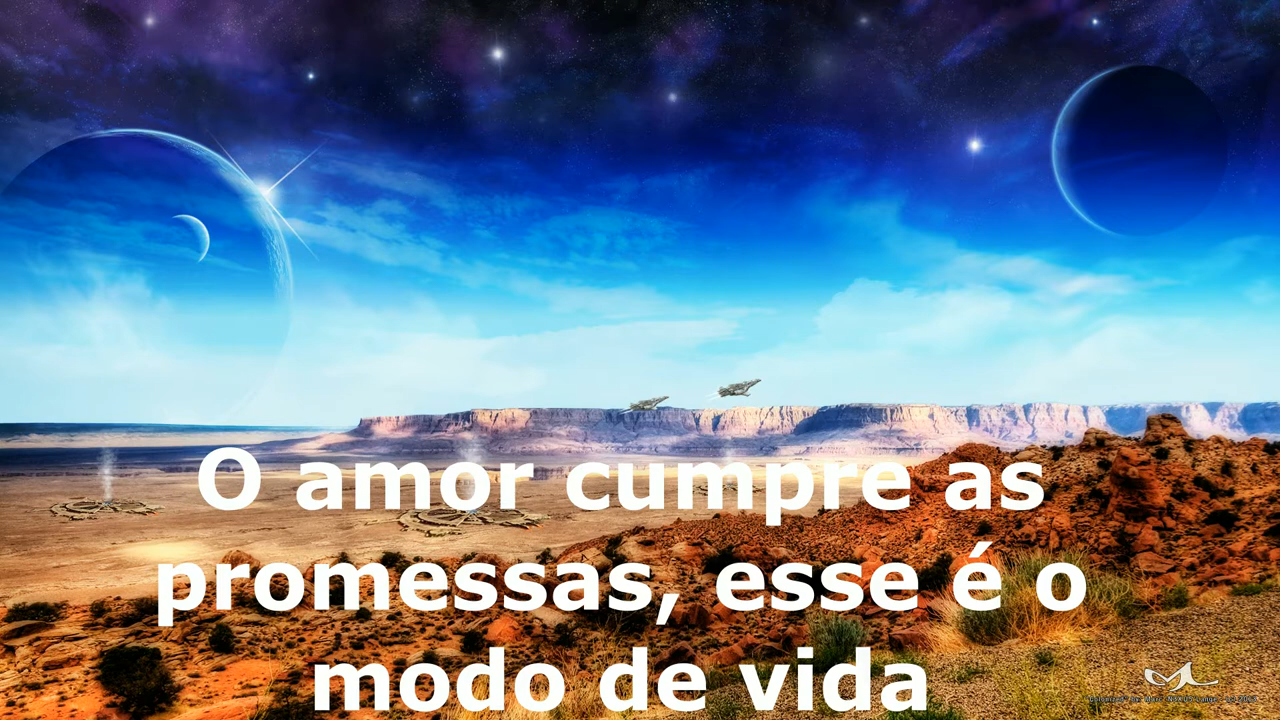 O amor cumpre as
promessas, esse é o
modo de vida